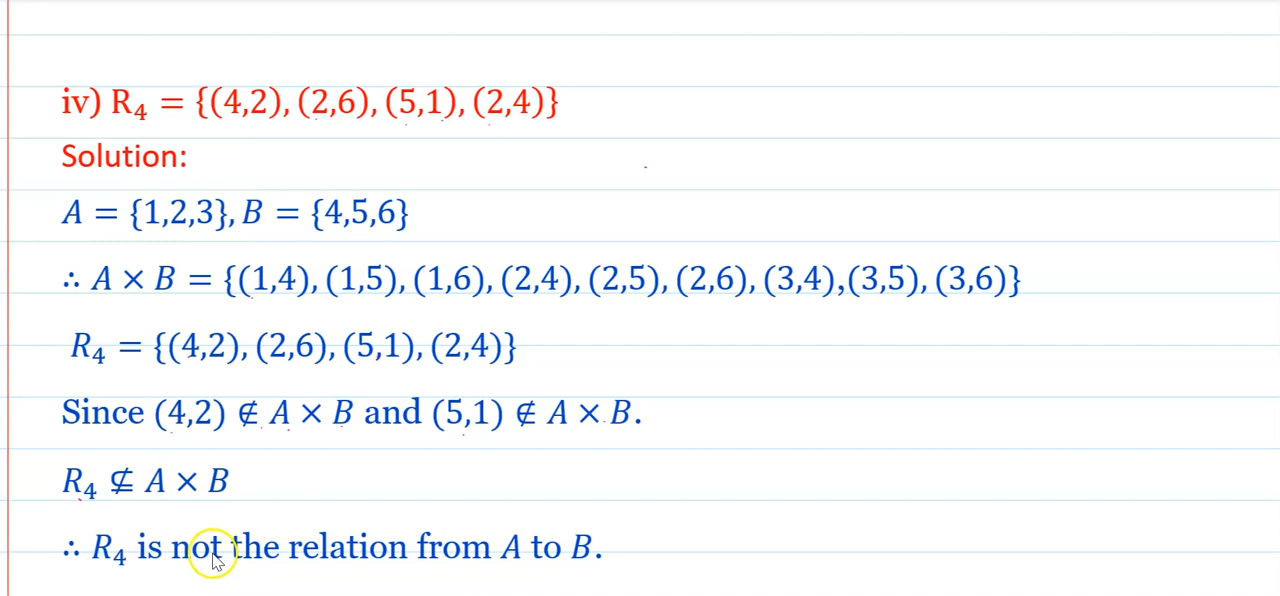 iv) R₄ = {(4,2), (2,6), (5,1), (2,4)}
Solution:
A = {1,2,3}, B = {4,5,6}
∴ A × B = {(1,4), (1,5), (1,6), (2,4), (2,5), (2,6), (3,4),(3,5), (3,6)}
R₄ = {(4,2), (2,6), (5,1), (2,4)}
Since (4,2) ∉ A × B and (5,1) ∉ A × B.
R₄ ⊈ A × B
∴ R₄ is not the relation from A to B.